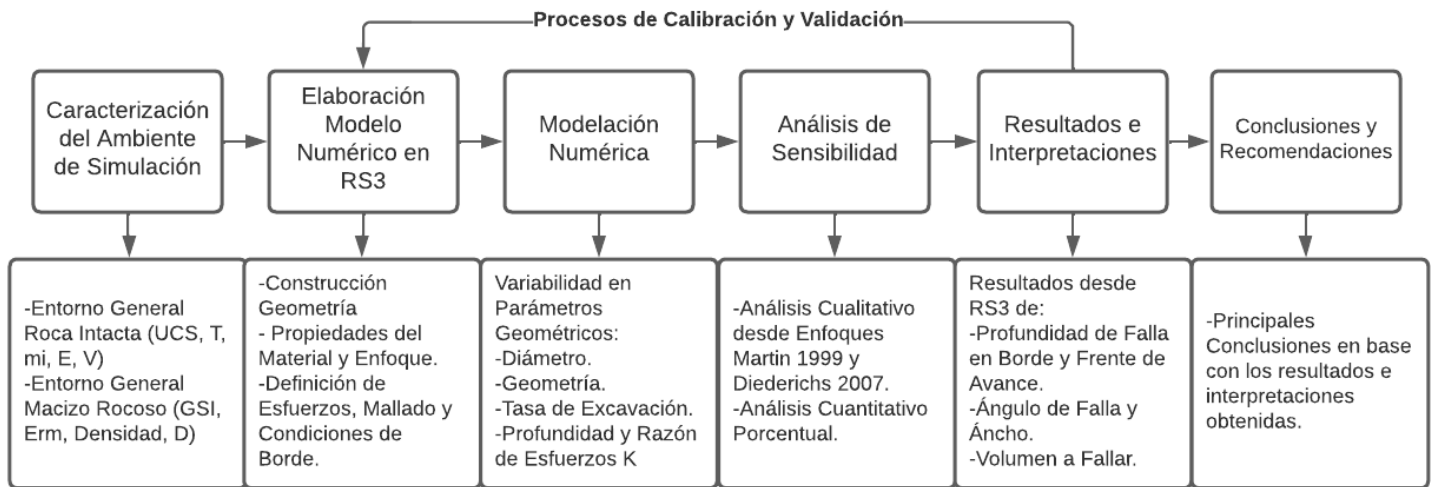 Procesos de Calibración y Validación
Caracterización
del Ambiente
de Simulación
Elaboración
Modelo
Numérico en
RS3
Modelación
Numérica
Análisis de
Sensibilidad
Resultados e
Interpretaciones
Conclusiones y
Recomendaciones
-Entorno General
Roca Intacta (UCS, T,
mi, E, V)
-Entorno General
Macizo Rocoso (GSI,
Erm, Densidad, D)
-Construcción
Geometría
- Propiedades del
Material y Enfoque.
-Definición de
Esfuerzos, Mallado y
Condiciones de
Borde.
Variabilidad en
Parámetros
Geométricos:
-Diámetro.
-Geometría.
-Tasa de Excavación.
-Profundidad y Razón
de Esfuerzos K
-Análisis Cualitativo
desde Enfoques
Martin 1999 y
Diederichs 2007.
-Análisis Cuantitativo
Porcentual.
Resultados desde
RS3 de:
-Profundidad de Falla
en Borde y Frente de
Avance.
-Ángulo de Falla y
Áncho.
-Volumen a Fallar.
-Principales
Conclusiones en base
con los resultados e
interpretaciones
obtenidas.